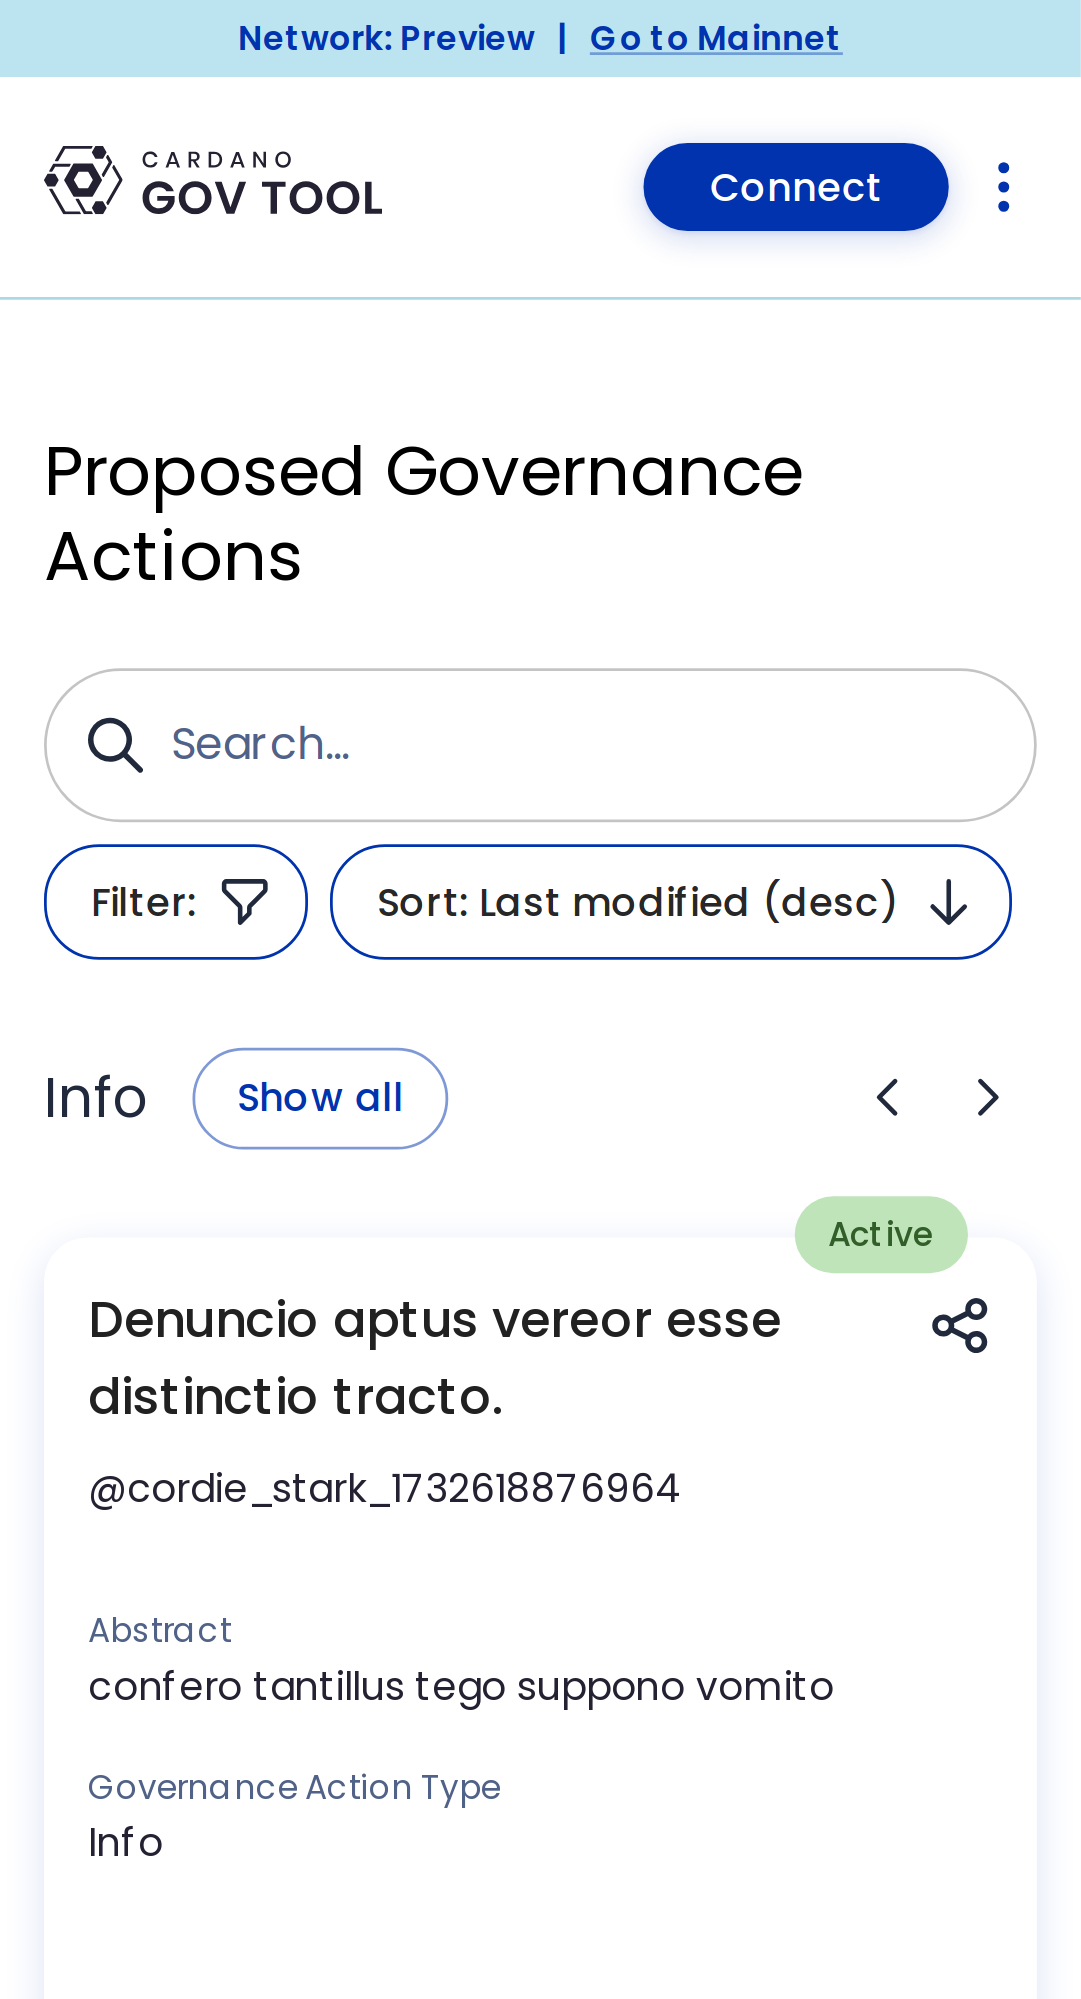 Network: Preview | Go to Mainnet
CARDANO
GOV TOOL
Connect
Proposed Governance
Actions
Search...
Filter:
Sort: Last modified (desc)
Info
Show all
Active
Denuncio aptus vereor esse
distinctio tracto.
@cordie_stark_1732618876964
Abstract
confero tantillus tego suppono vomito
Governance Action Type
Info